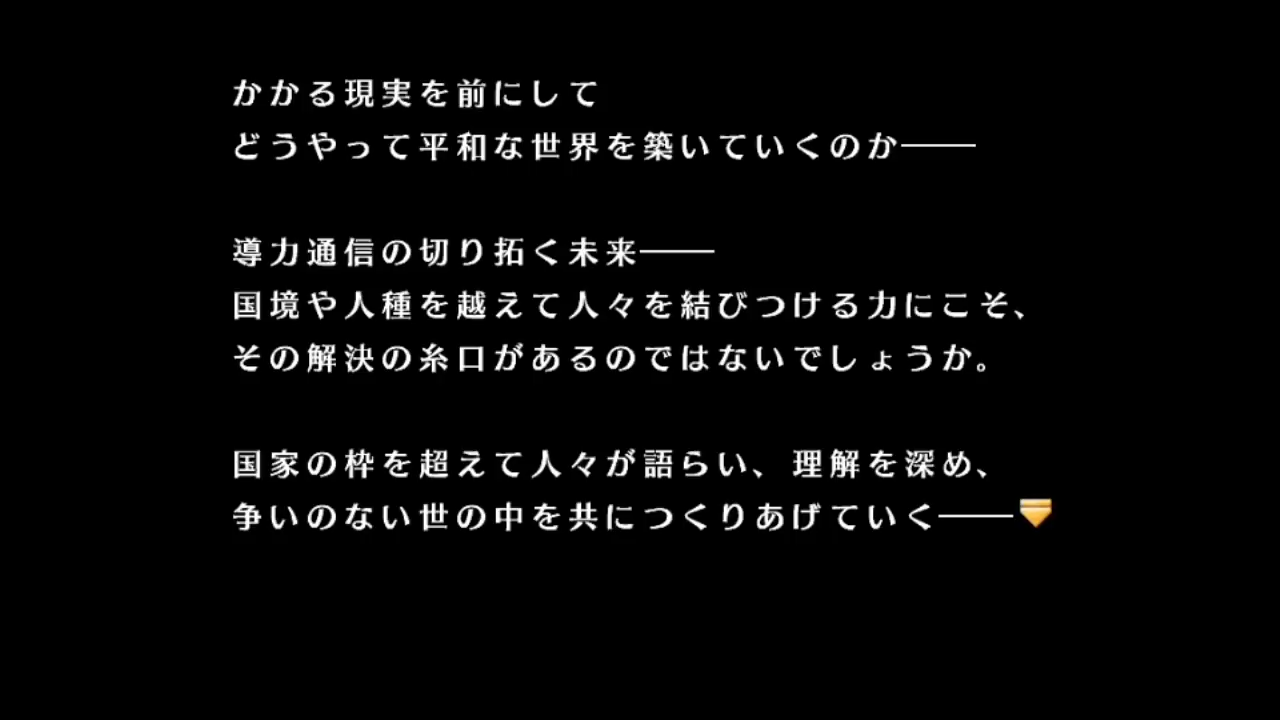 かかる現実を前にして
どうやって平和な世界を築いていくのか――
導力通信の切り拓く未来――
国境や人種を越えて人々を結びつける力にこそ、
その解決の糸口があるのではないでしょうか。
国家の枠を超えて人々が語らい、理解を深め、
争いのない世の中を共につくりあげていく――